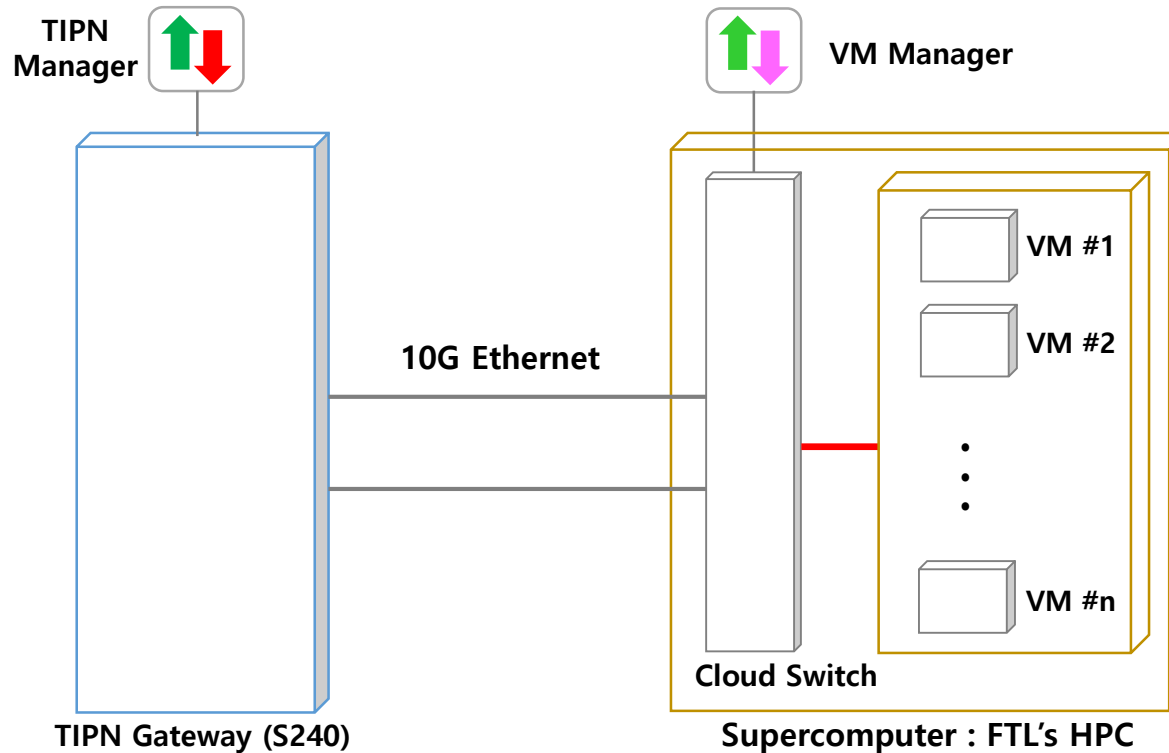 TIPN
Manager
VM Manager
VM #1
VM #2
10G Ethernet
VM #n
Cloud Switch
TIPN Gateway (S240)
Supercomputer : FTL's HPC